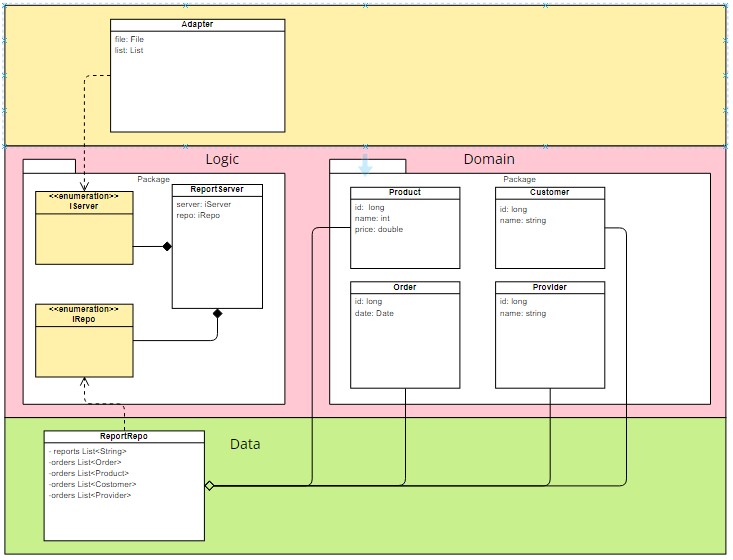 Adapter
file: File
list: List
Logic
Domain
Package
Package
<<enumeration>>
IServer
ReportServer
server: iServer
repo: iRepo
Product
id:  long
name: int
price: double
Customer
id: long
name: string
<<enumeration>>
IRepo
Order
id: long
date: Date
Provider
id: long
name: string
Data
ReportRepo
- reports List<String>
-orders List<Order>
-orders List<Product>
-orders List<Costomer>
-orders List<Provider>